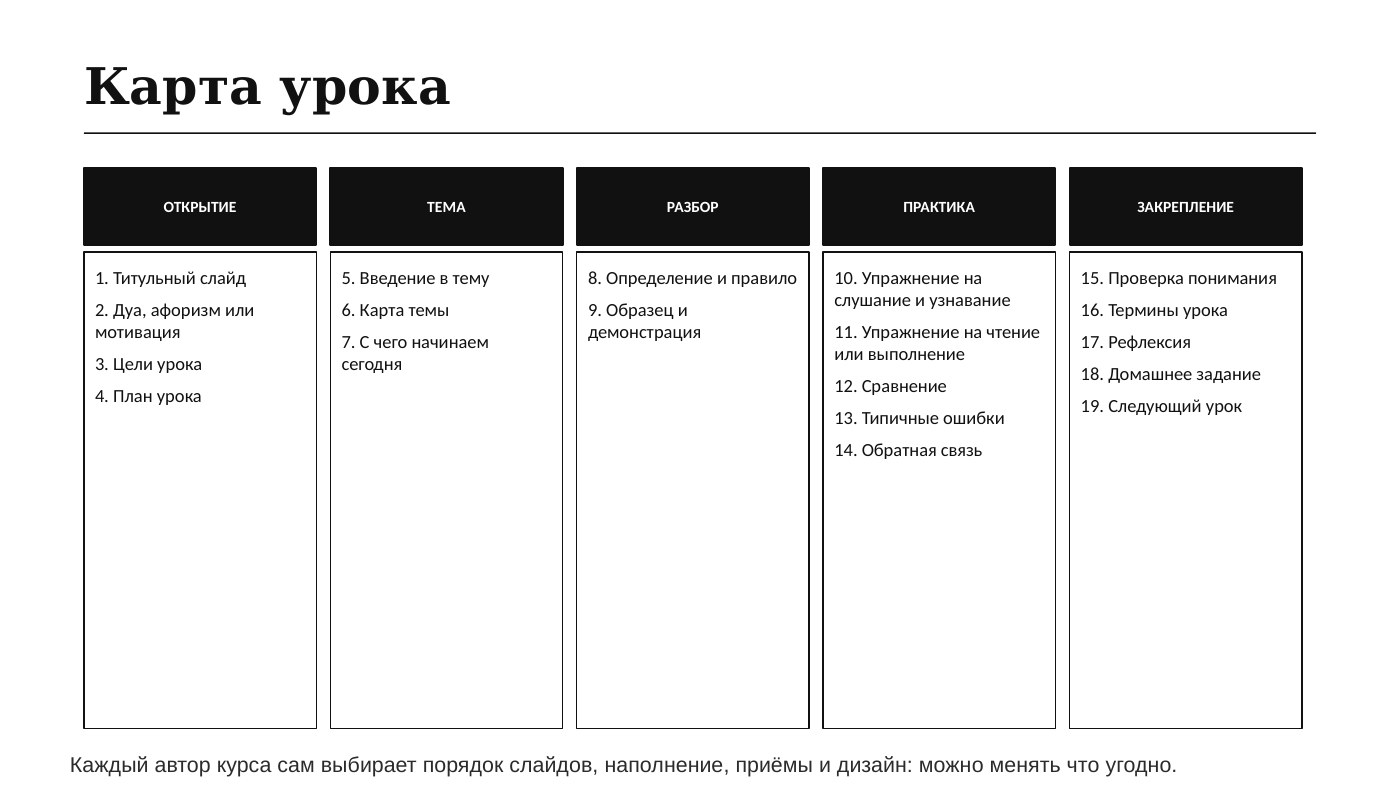 Карта урока
ОТКРЫТИЕ
1. Титульный слайд
2. Дуа, афоризм или
мотивация
3. Цели урока
4. План урока
ТЕМА
5. Введение в тему
6. Карта темы
7. С чего начинаем
сегодня
РАЗБОР
8. Определение и правило
9. Образец и
демонстрация
ПРАКТИКА
10. Упражнение на
слушание и узнавание
11. Упражнение на чтение
или выполнение
12. Сравнение
13. Типичные ошибки
14. Обратная связь
ЗАКРЕПЛЕНИЕ
15. Проверка понимания
16. Термины урока
17. Рефлексия
18. Домашнее задание
19. Следующий урок
Каждый автор курса сам выбирает порядок слайдов, наполнение, приёмы и дизайн: можно менять что угодно.